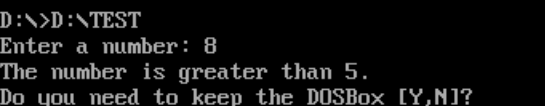 D:\>D:\TEST
Enter a number: 8
The number is greater than 5.
Do you need to keep the DOSBox [Y,N]?